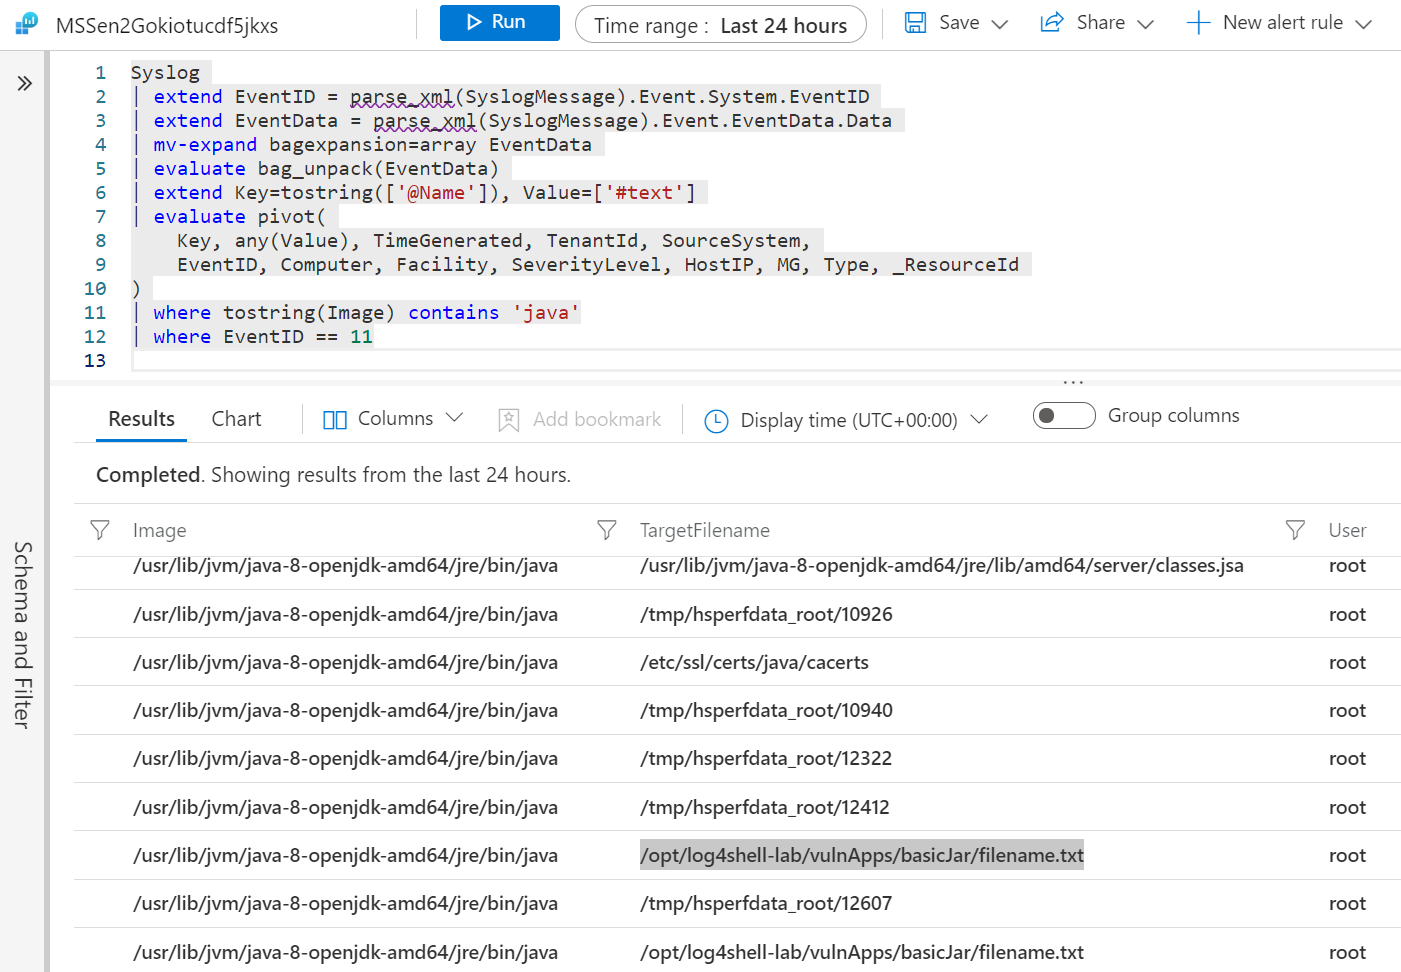 MSSen2Gokiotucdf5jkxs
Run
Time range : Last 24 hours
Save
Share
New alert rule
1 Syslog
2 | extend EventID = parse_xml(SyslogMessage).Event.System.EventID
3 | extend EventData = parse_xml(SyslogMessage).Event.EventData.Data
4 | mv-expand bagexpansion=array EventData
5 | evaluate bag_unpack(EventData)
6 | extend Key=tostring(['@Name']), Value=['#text']
7 | evaluate pivot(
8 Key, any(Value), TimeGenerated, TenantId, SourceSystem,
9 EventID, Computer, Facility, SeverityLevel, HostIP, MG, Type, _ResourceId
10 )
11 | where tostring(Image) contains 'java'
12 | where EventID == 11
13
...
Schema and Filter
Results Chart Columns Add bookmark Display time (UTC+00:00) Group columns
Completed. Showing results from the last 24 hours.
Image TargetFilename User
/usr/lib/jvm/java-8-openjdk-amd64/jre/bin/java /usr/lib/jvm/java-8-openjdk-amd64/jre/lib/amd64/server/classes.jsa root
/usr/lib/jvm/java-8-openjdk-amd64/jre/bin/java /tmp/hsperfdata_root/10926 root
/usr/lib/jvm/java-8-openjdk-amd64/jre/bin/java /etc/ssl/certs/java/cacerts root
/usr/lib/jvm/java-8-openjdk-amd64/jre/bin/java /tmp/hsperfdata_root/10940 root
/usr/lib/jvm/java-8-openjdk-amd64/jre/bin/java /tmp/hsperfdata_root/12322 root
/usr/lib/jvm/java-8-openjdk-amd64/jre/bin/java /tmp/hsperfdata_root/12412 root
/usr/lib/jvm/java-8-openjdk-amd64/jre/bin/java /opt/log4shell-lab/vulnApps/basicJar/filename.txt root
/usr/lib/jvm/java-8-openjdk-amd64/jre/bin/java /tmp/hsperfdata_root/12607 root
/usr/lib/jvm/java-8-openjdk-amd64/jre/bin/java /opt/log4shell-lab/vulnApps/basicJar/filename.txt root